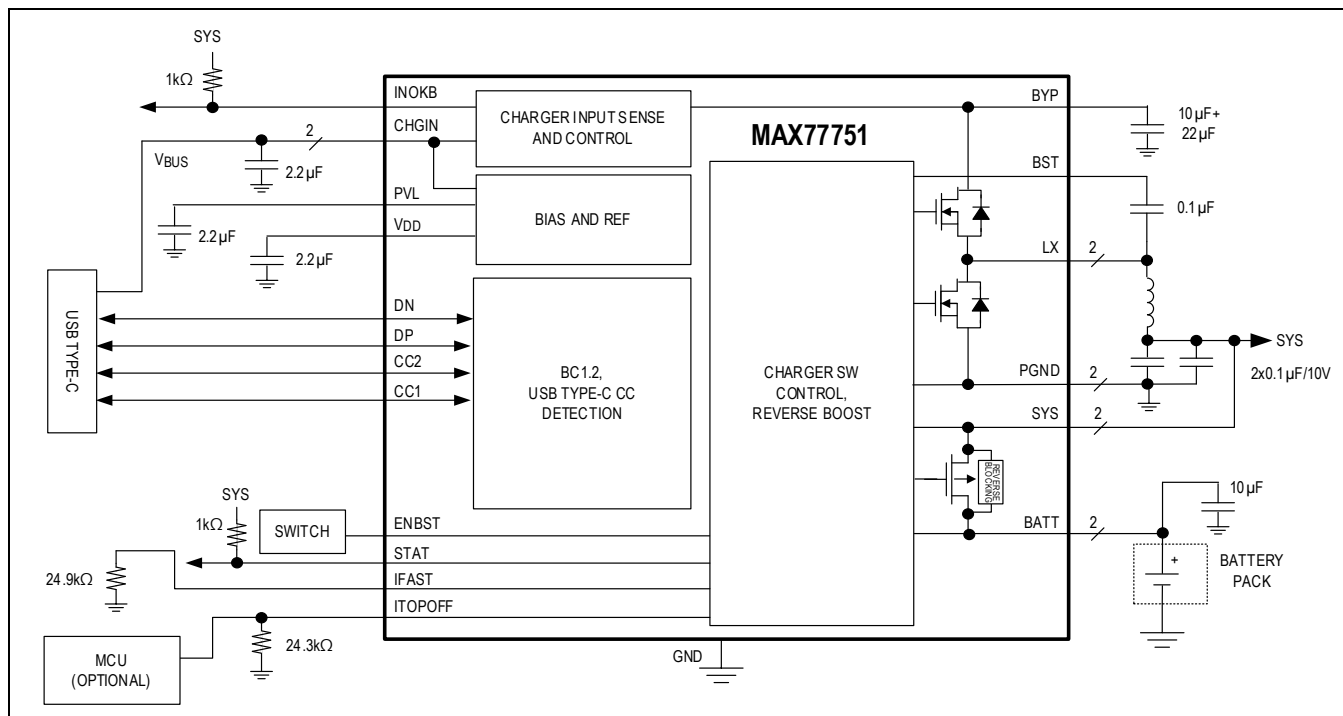 SYS
1kΩ
INOKB
CHGIN
2
VBUS
2.2µF
PVL
2.2µF
VDD
2.2µF
USB TYPE-C
DN
DP
CC2
CC1
SYS
1kΩ
SWITCH
ENBST
STAT
24.9kΩ
IFAST
ITOPOFF
24.3kΩ
MCU
(OPTIONAL)
CHARGER INPUT SENSE
AND CONTROL
BIAS AND REF
BC1.2,
USB TYPE-C CC
DETECTION
MAX77751
CHARGER SW
CONTROL,
REVERSE BOOST
REVERSE
BLOCKING
GND
BYP
10µF+
22µF
BST
0.1µF
LX
2
SYS
2x0.1µF/10V
PGND
2
SYS
2
10µF
BATT
2
+
BATTERY
PACK